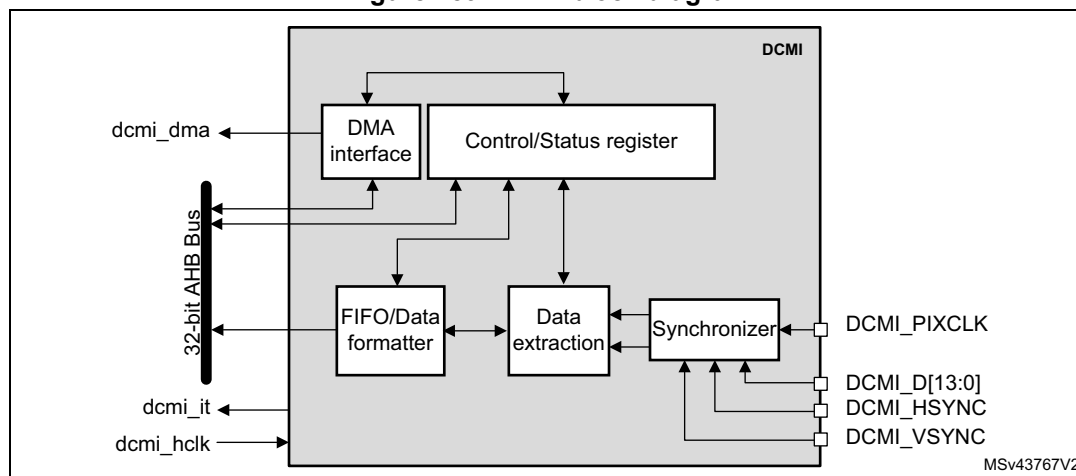 DCMI
dcmi_dma
DMA
interface
Control/Status register
32-bit AHB Bus
FIFO/Data
formatter
Data
extraction
Synchronizer
DCMI_PIXCLK
DCMI_D[13:0]
DCMI_HSYNC
DCMI_VSYNC
dcmi_it
dcmi_hclk
MSv43767V2